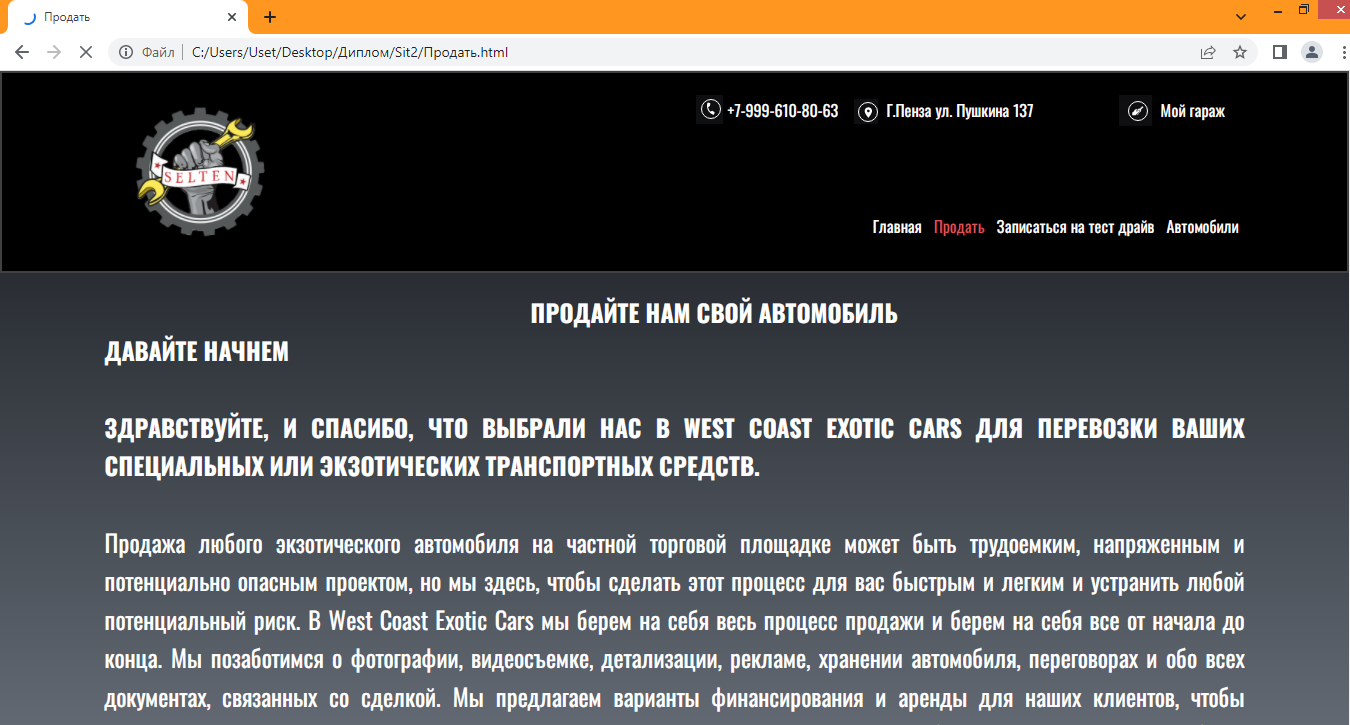 Продать
Файл | C:/Users/Uset/Desktop/Диплом/Sit2/Продать.html
+7-999-610-80-63 Г.Пенза ул. Пушкина 137 Мой гараж
SELTEN
Главная Продать Записаться на тест драйв Автомобили
ПРОДАЙТЕ НАМ СВОЙ АВТОМОБИЛЬ
ДАВАЙТЕ НАЧНЕМ
ЗДРАВСТВУЙТЕ, И СПАСИБО, ЧТО ВЫБРАЛИ НАС В WEST COAST EXOTIC CARS ДЛЯ ПЕРЕВОЗКИ ВАШИХ
СПЕЦИАЛЬНЫХ ИЛИ ЭКЗОТИЧЕСКИХ ТРАНСПОРТНЫХ СРЕДСТВ.
Продажа любого экзотического автомобиля на частной торговой площадке может быть трудоемким, напряженным и
потенциально опасным проектом, но мы здесь, чтобы сделать этот процесс для вас быстрым и легким и устранить любой
потенциальный риск. В West Coast Exotic Cars мы берем на себя весь процесс продажи и берем на себя все от начала до
конца. Мы позаботимся о фотографии, видеосъемке, детализации, рекламе, хранении автомобиля, переговорах и обо всех
документах, связанных со сделкой. Мы предлагаем варианты финансирования и аренды для наших клиентов, чтобы